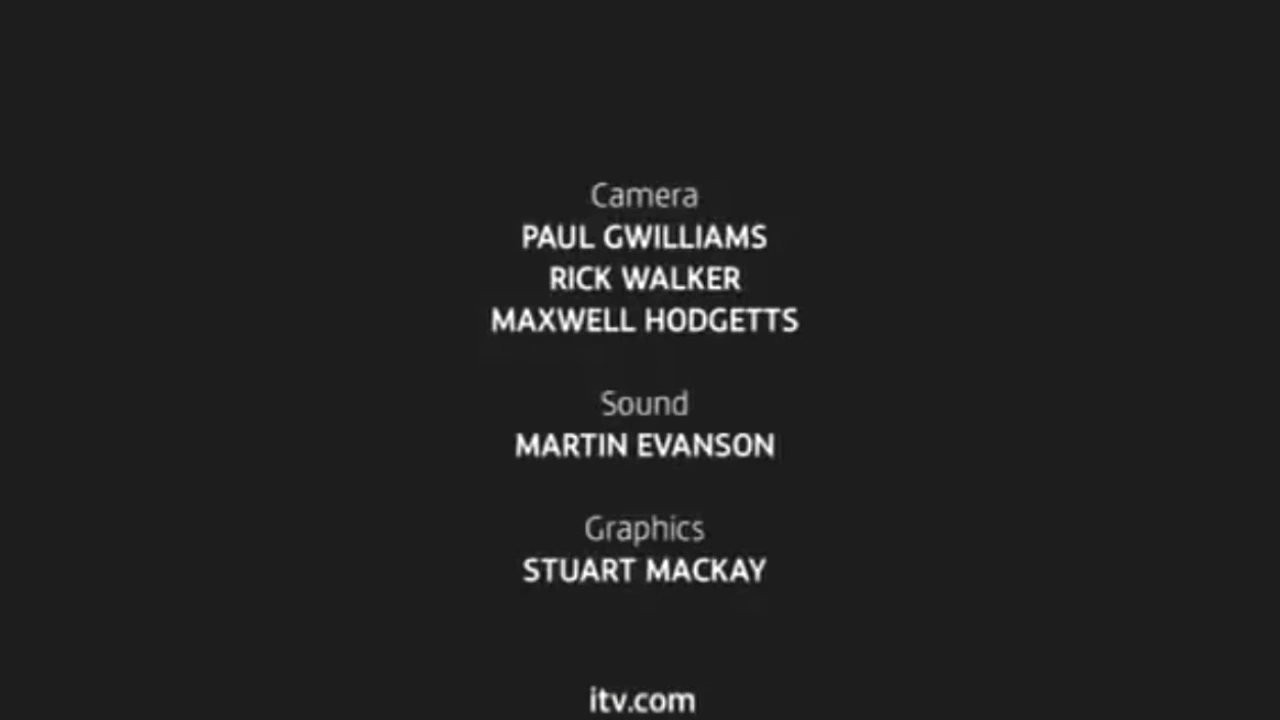 Camera
PAUL GWILLIAMS
RICK WALKER
MAXWELL HODGETTS
Sound
MARTIN EVANSON
Graphics
STUART MACKAY
itv.com